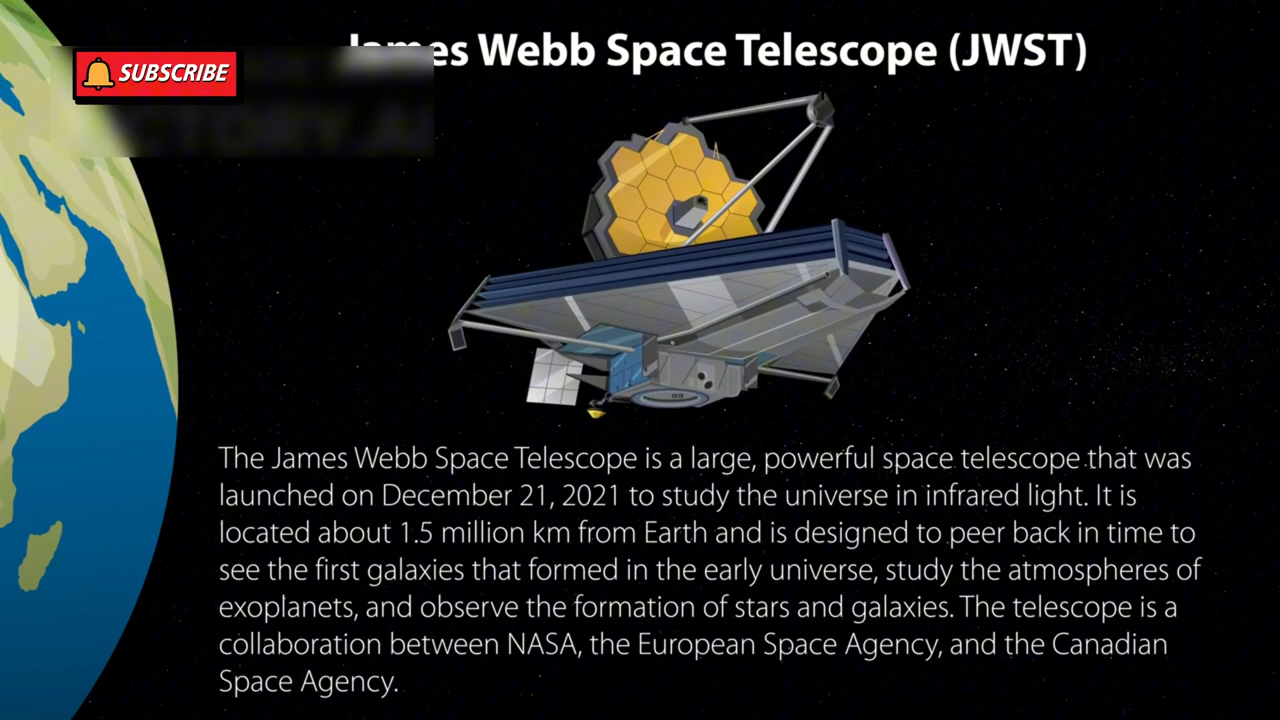 James Webb Space Telescope (JWST)
SUBSCRIBE
The James Webb Space Telescope is a large, powerful space telescope that was
launched on December 21, 2021 to study the universe in infrared light. It is
located about 1.5 million km from Earth and is designed to peer back in time to
see the first galaxies that formed in the early universe, study the atmospheres of
exoplanets, and observe the formation of stars and galaxies. The telescope is a
collaboration between NASA, the European Space Agency, and the Canadian
Space Agency.